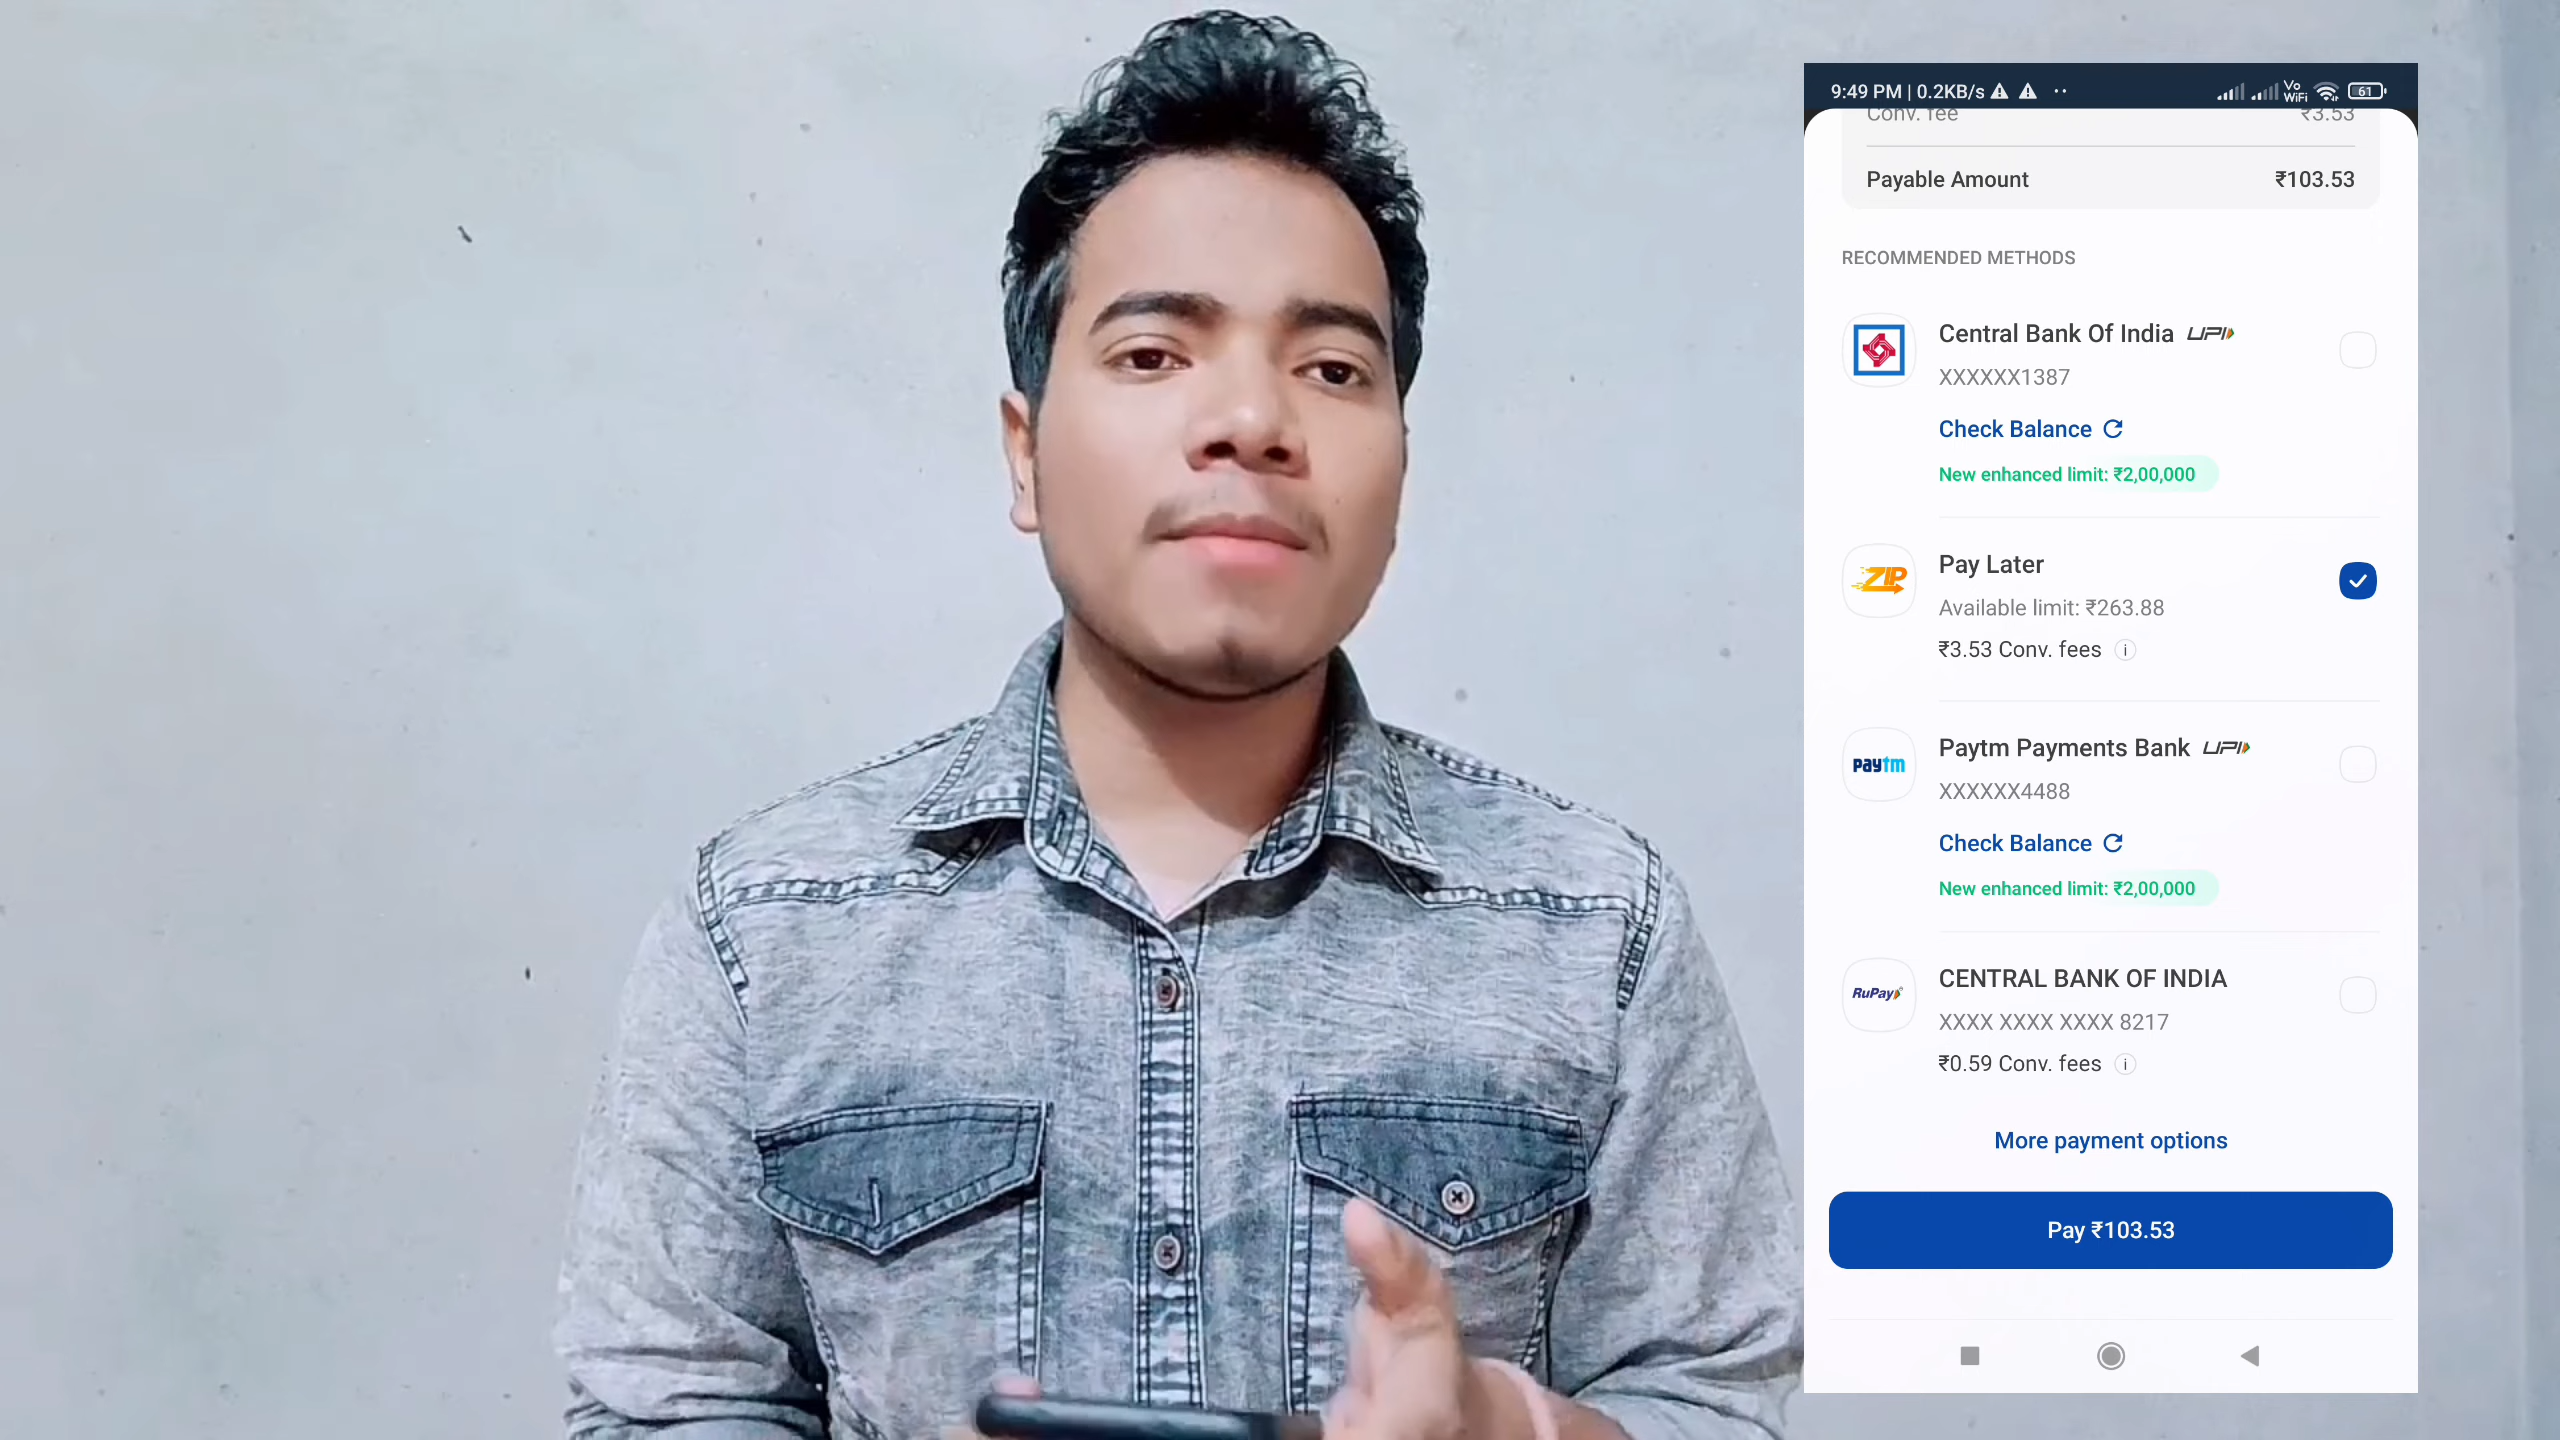 9:49 PM | 0.2KB/s
Vo WiFi 61
Conv. fee ₹3.53
Payable Amount ₹103.53
RECOMMENDED METHODS
Central Bank Of India UPI
XXXXXX1387
Check Balance
New enhanced limit: ₹2,00,000
ZIP
Pay Later
Available limit: ₹263.88
₹3.53 Conv. fees i
paytm
Paytm Payments Bank UPI
XXXXXX4488
Check Balance
New enhanced limit: ₹2,00,000
RuPay
CENTRAL BANK OF INDIA
XXXX XXXX XXXX 8217
₹0.59 Conv. fees i
More payment options
Pay ₹103.53